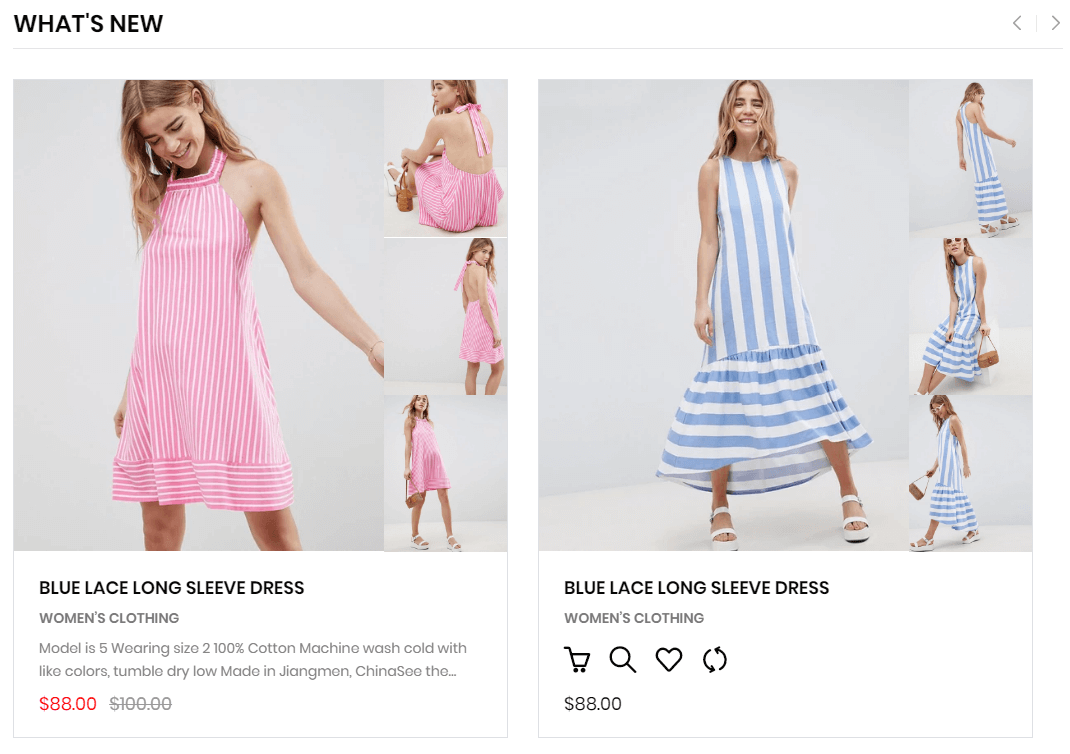 WHAT'S NEW
BLUE LACE LONG SLEEVE DRESS
WOMEN’S CLOTHING
Model is 5 Wearing size 2 100% Cotton Machine wash cold with
like colors, tumble dry low Made in Jiangmen, ChinaSee the...
$88.00 $100.00
BLUE LACE LONG SLEEVE DRESS
WOMEN’S CLOTHING
$88.00